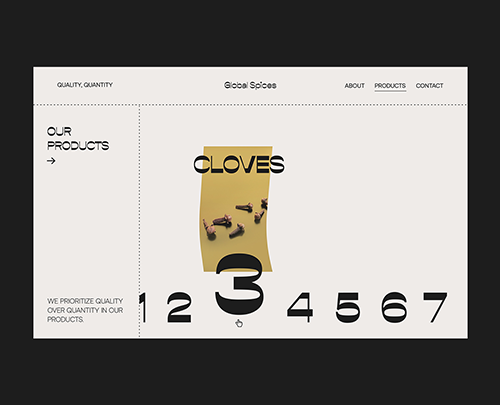 QUALITY, QUANTITY
Global Spices
ABOUT PRODUCTS CONTACT
OUR
PRODUCTS
→
CLOVES
WE PRIORITIZE QUALITY
OVER QUANTITY IN OUR
PRODUCTS.
1 2 3 4 5 6 7